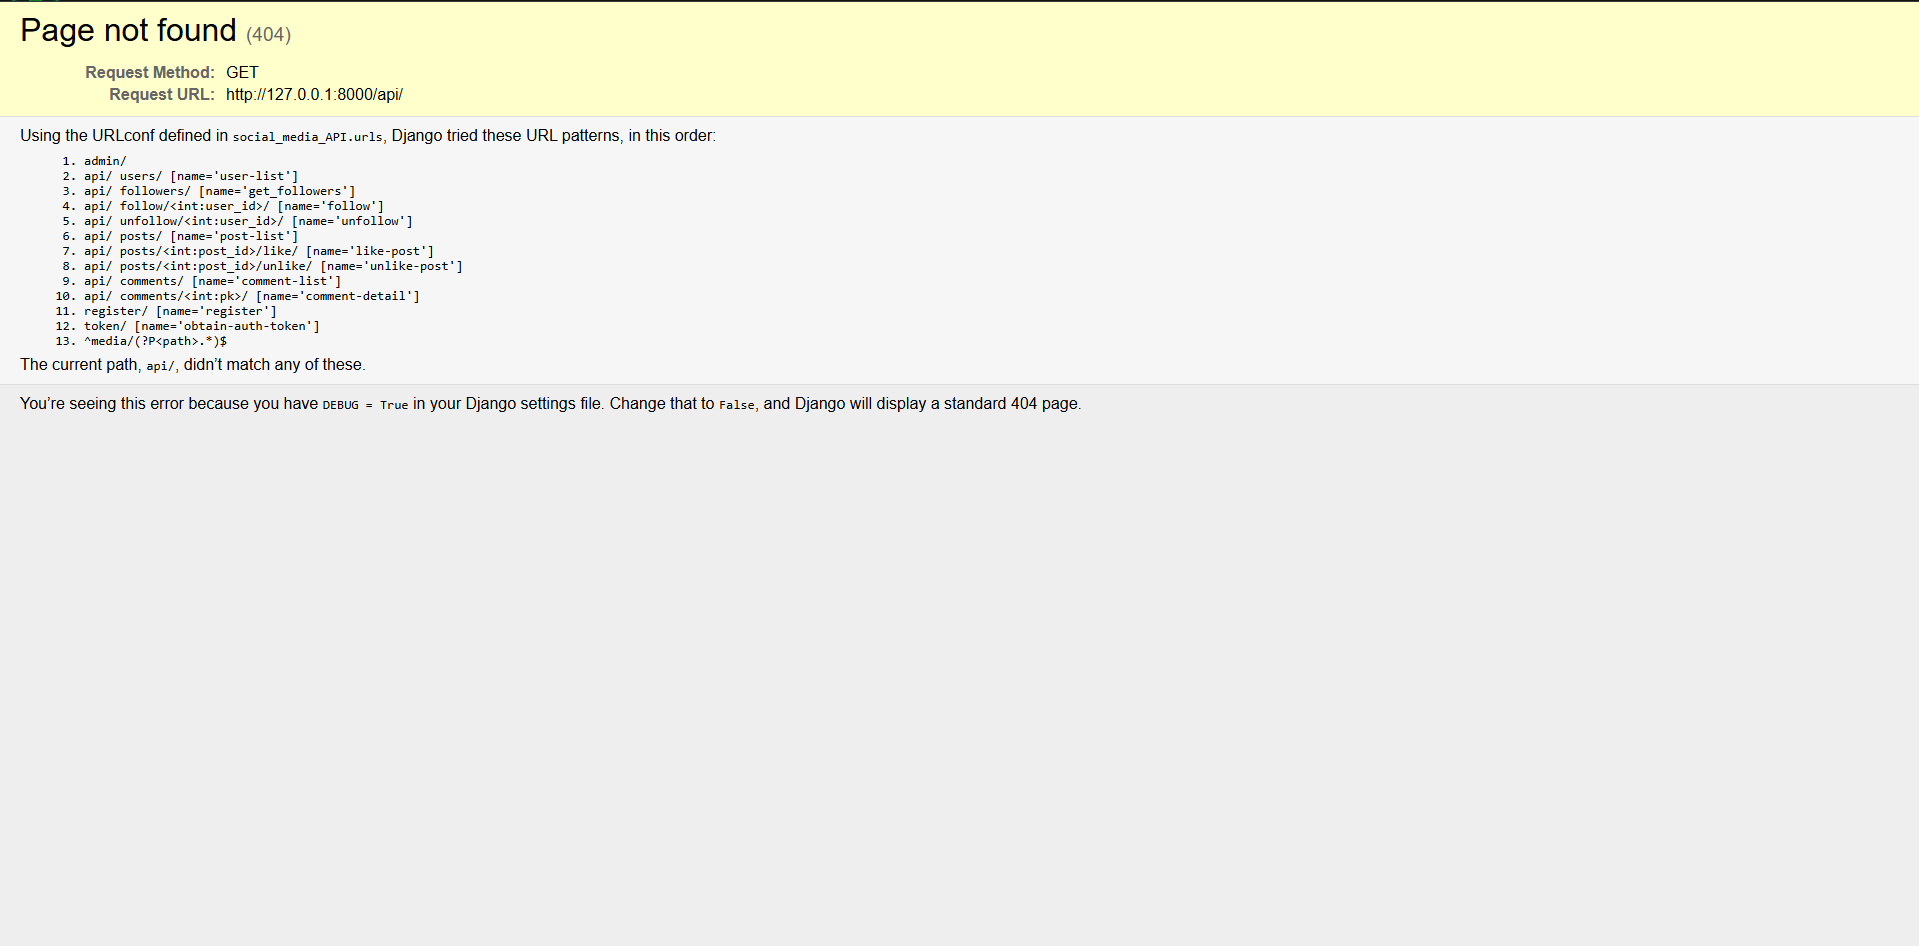 Page not found (404)
Request Method: GET
Request URL: http://127.0.0.1:8000/api/
Using the URLconf defined in social_media_API.urls, Django tried these URL patterns, in this order:
1. admin/
2. api/ users/ [name='user-list']
3. api/ followers/ [name='get_followers']
4. api/ follow/<int:user_id>/ [name='follow']
5. api/ unfollow/<int:user_id>/ [name='unfollow']
6. api/ posts/ [name='post-list']
7. api/ posts/<int:post_id>/like/ [name='like-post']
8. api/ posts/<int:post_id>/unlike/ [name='unlike-post']
9. api/ comments/ [name='comment-list']
10. api/ comments/<int:pk>/ [name='comment-detail']
11. register/ [name='register']
12. token/ [name='obtain-auth-token']
13. ^media/(?P<path>.*)$
The current path, api/, didn’t match any of these.
You’re seeing this error because you have DEBUG = True in your Django settings file. Change that to False, and Django will display a standard 404 page.